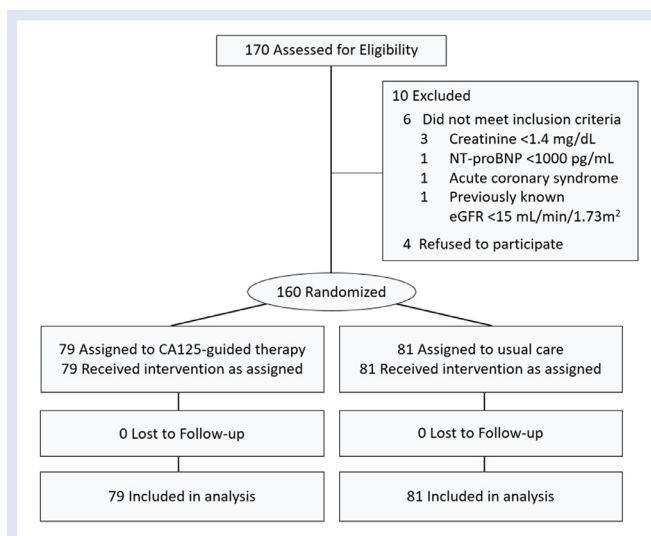 170 Assessed for Eligibility
10 Excluded
6 Did not meet inclusion criteria
3 Creatinine <1.4 mg/dL
1 NT-proBNP <1000 pg/mL
1 Acute coronary syndrome
1 Previously known
eGFR <15 mL/min/1.73m²
4 Refused to participate
160 Randomized
79 Assigned to CA125-guided therapy
79 Received intervention as assigned
81 Assigned to usual care
81 Received intervention as assigned
0 Lost to Follow-up
0 Lost to Follow-up
79 Included in analysis
81 Included in analysis